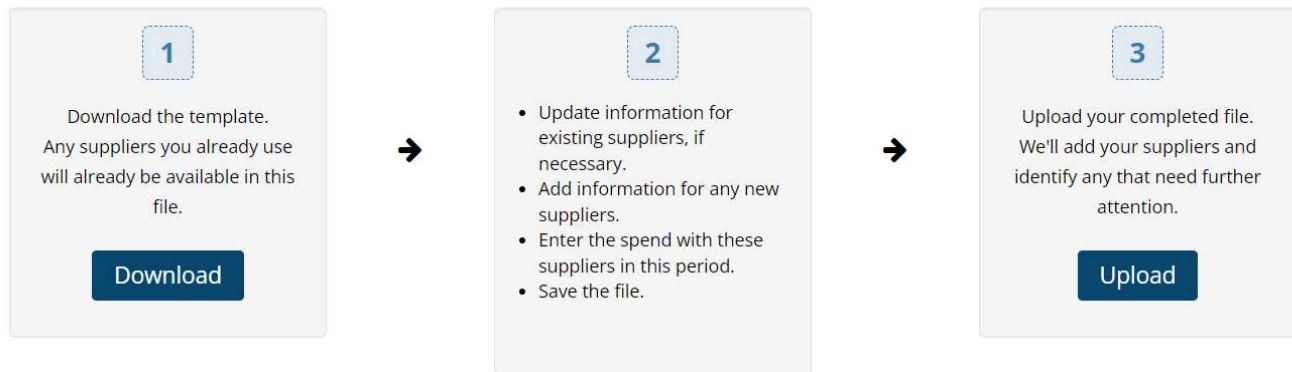 1
Download the template.
Any suppliers you already use
will already be available in this
file.
Download
2
• Update information for
existing suppliers, if
necessary.
• Add information for any new
suppliers.
• Enter the spend with these
suppliers in this period.
• Save the file.
3
Upload your completed file.
We'll add your suppliers and
identify any that need further
attention.
Upload